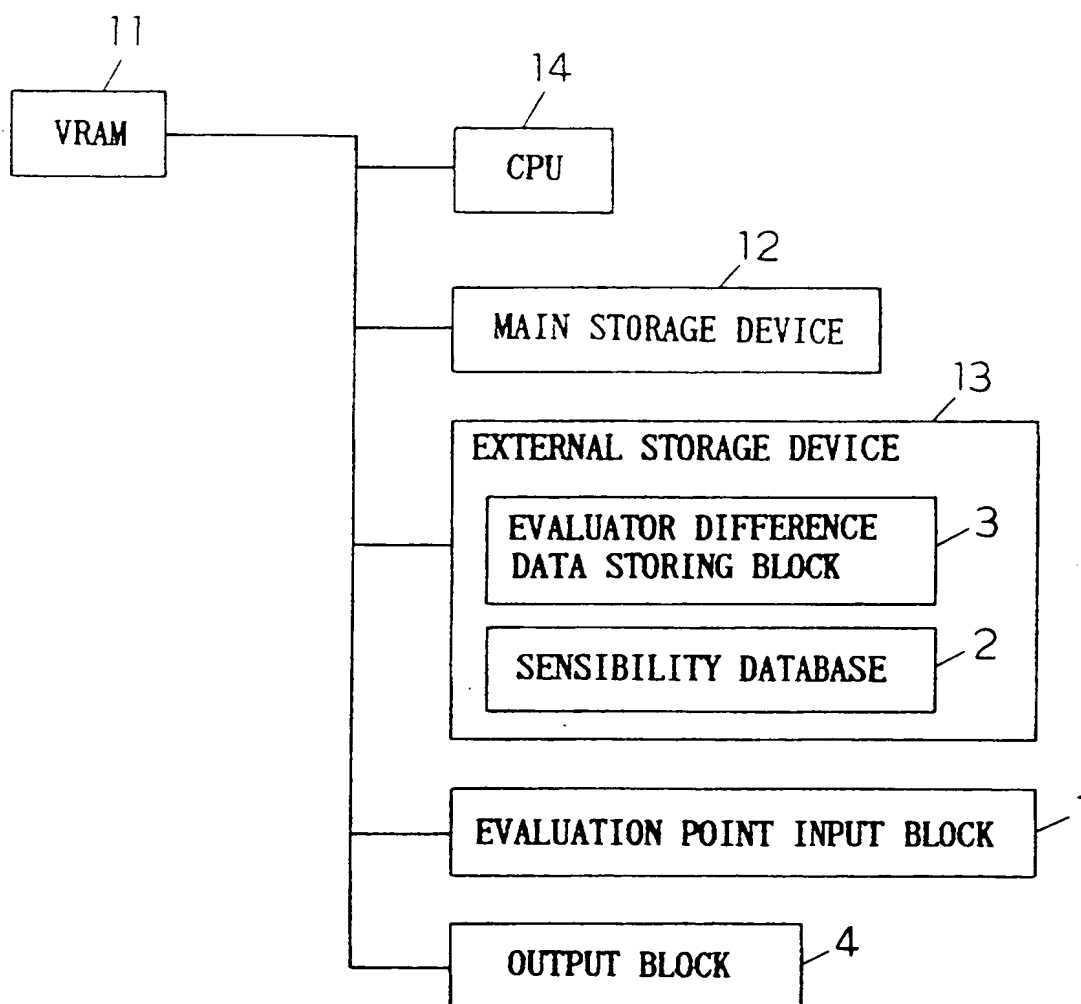 11
VRAM
14
CPU
12
MAIN STORAGE DEVICE
13
EXTERNAL STORAGE DEVICE
EVALUATOR DIFFERENCE
DATA STORING BLOCK
3
SENSIBILITY DATABASE
2
EVALUATION POINT INPUT BLOCK
OUTPUT BLOCK
4